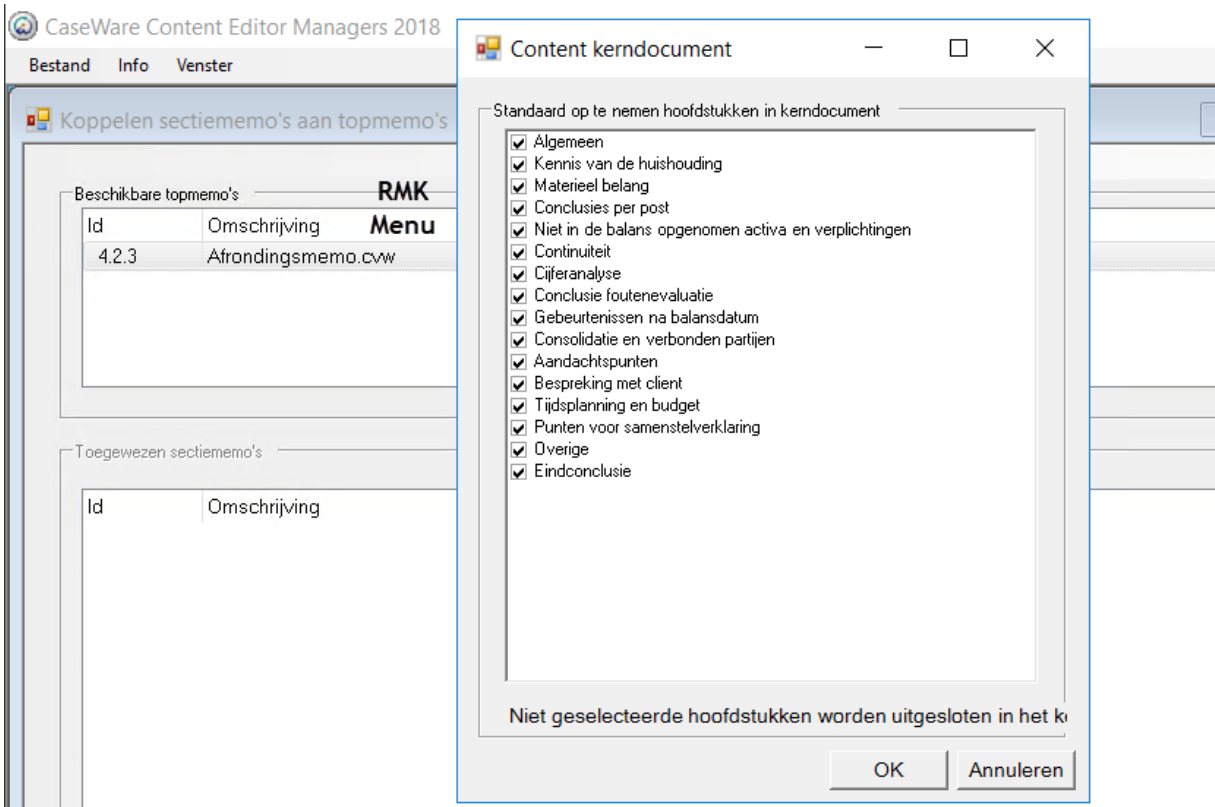 CaseWare Content Editor Managers 2018
Bestand Info Venster
Koppelen sectiememo's aan topmemo's
Beschikbare topmemo's RMK
Id Omschrijving Menu
4.2.3 Afrondingsmemo.cvw
Toegewezen sectiememo's
Id Omschrijving
Content kerndocument
Standaard op te nemen hoofdstukken in kerndocument
Algemeen
Kennis van de huishouding
Materieel belang
Conclusies per post
Niet in de balans opgenomen activa en verplichtingen
Continuiteit
Cijferanalyse
Conclusie foutenevaluatie
Gebeurtenissen na balansdatum
Consolidatie en verbonden partijen
Aandachtspunten
Bespreking met client
Tijdsplanning en budget
Punten voor samenstelverklaring
Overige
Eindconclusie
Niet geselecteerde hoofdstukken worden uitgesloten in het
OK Annuleren